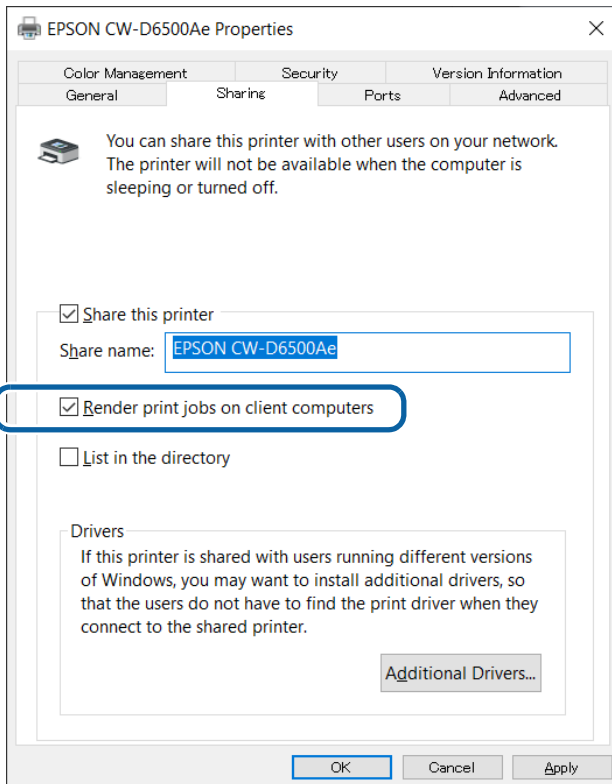 EPSON CW-D6500Ae Properties
Color Management Security Version Information
General Sharing Ports Advanced
You can share this printer with other users on your network.
The printer will not be available when the computer is
sleeping or turned off.
Share this printer
Share name: EPSON CW-D6500Ae
Render print jobs on client computers
List in the directory
Drivers
If this printer is shared with users running different versions
of Windows, you may want to install additional drivers, so
that the users do not have to find the print driver when they
connect to the shared printer.
Additional Drivers...
OK Cancel Apply